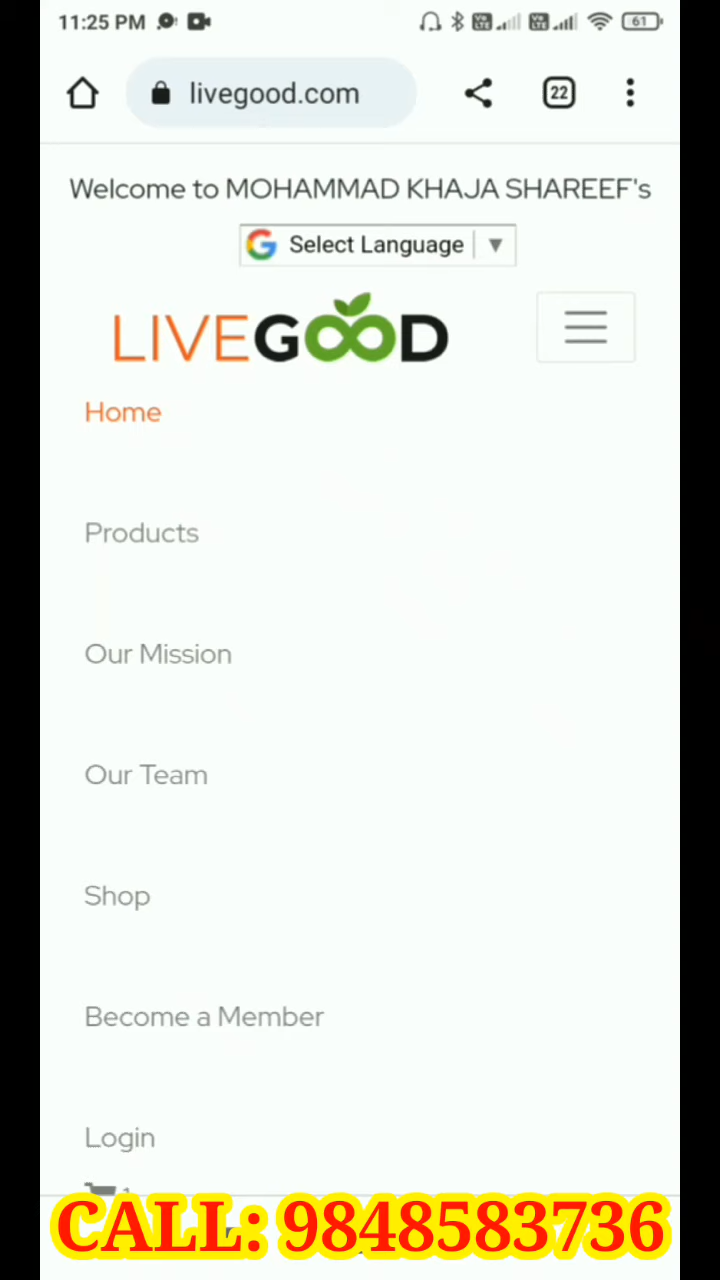 11:25 PM 61
livegood.com 22
Welcome to MOHAMMAD KHAJA SHAREEF's
Select Language ▼
LIVEGOOD
Home
Products
Our Mission
Our Team
Shop
Become a Member
Login
CALL: 9848583736